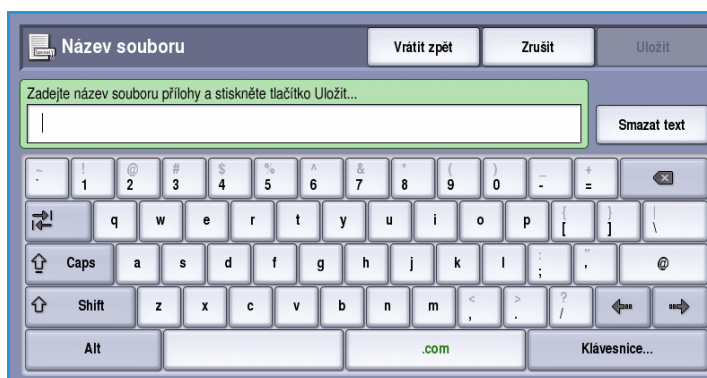 Název souboru Vrátit zpět Zrušit Uložit
Zadejte název souboru přílohy a stiskněte tlačítko Uložit...
Smazat text
~ ! @ # $ % ^ & * ( ) _ +
` 1 2 3 4 5 6 7 8 9 0 - =
q w e r t y u i o p { [ } ] | \
Caps a s d f g h j k l : ; " ' @
Shift z x c v b n m < , > . ? /
Alt .com Klávesnice...